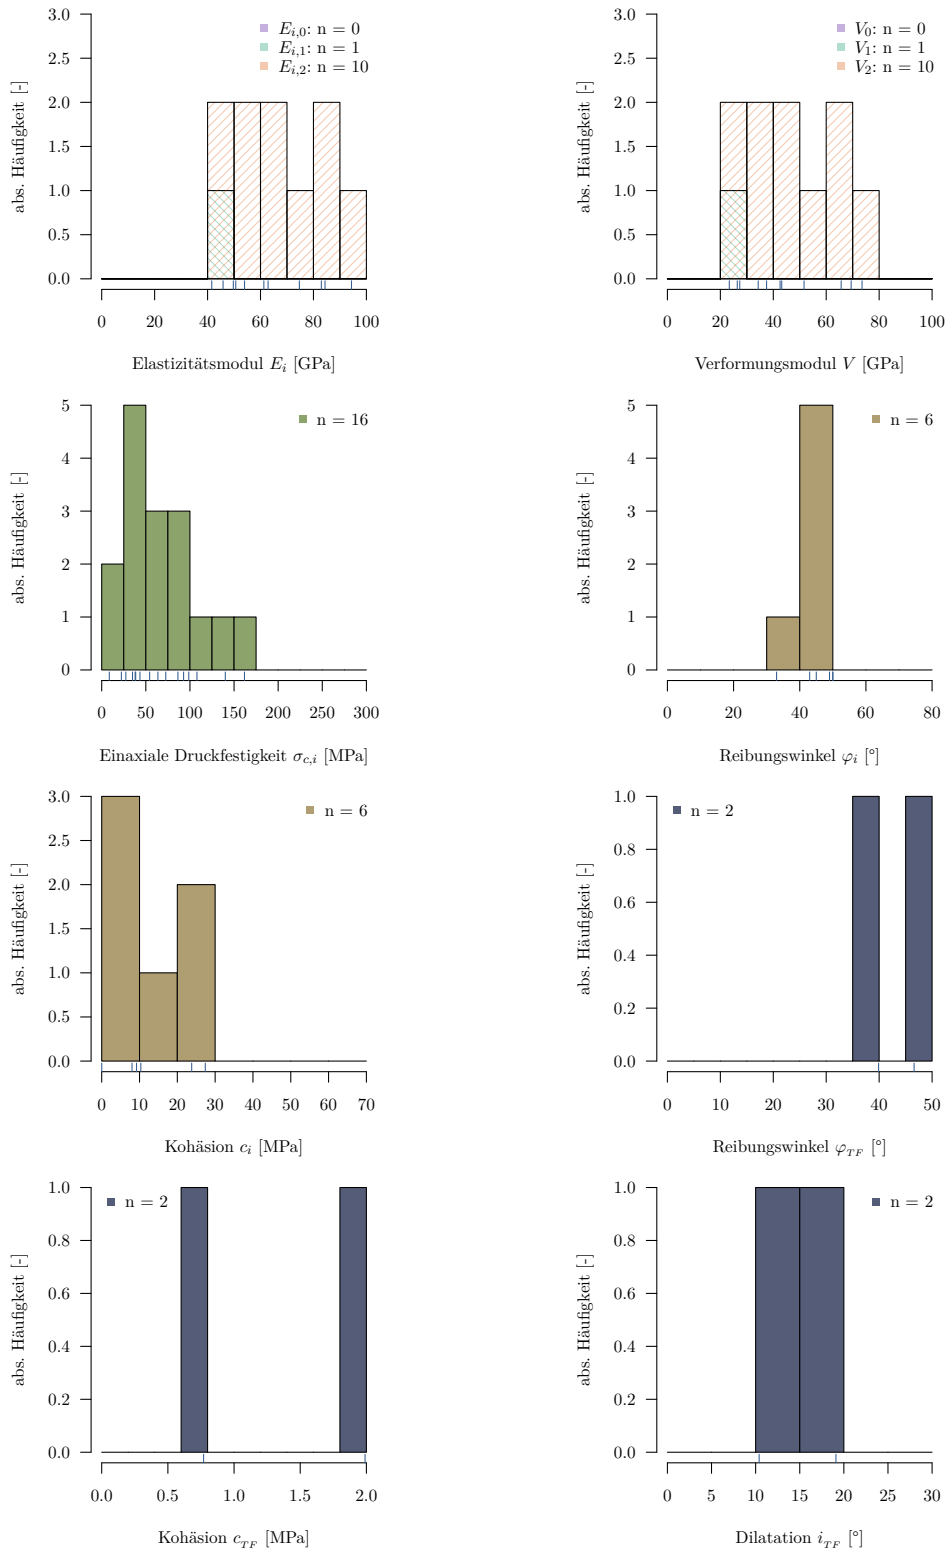 3.0
2.5
2.0
1.5
1.0
0.5
0.0
abs. Häufigkeit [-]
E_{i,0}: n = 0
E_{i,1}: n = 1
E_{i,2}: n = 10
0 20 40 60 80 100
Elastizitätsmodul E_i [GPa]
3.0
2.5
2.0
1.5
1.0
0.5
0.0
abs. Häufigkeit [-]
V_0: n = 0
V_1: n = 1
V_2: n = 10
0 20 40 60 80 100
Verformungsmodul V [GPa]
5
4
3
2
1
0
abs. Häufigkeit [-]
n = 16
0 50 100 150 200 250 300
Einaxiale Druckfestigkeit σ_{c,i} [MPa]
5
4
3
2
1
0
abs. Häufigkeit [-]
n = 6
0 20 40 60 80
Reibungswinkel φ_i [°]
3.0
2.5
2.0
1.5
1.0
0.5
0.0
abs. Häufigkeit [-]
n = 6
0 10 20 30 40 50 60 70
Kohäsion c_i [MPa]
1.0
0.8
0.6
0.4
0.2
0.0
abs. Häufigkeit [-]
n = 2
0 10 20 30 40 50
Reibungswinkel φ_{TF} [°]
1.0
0.8
0.6
0.4
0.2
0.0
abs. Häufigkeit [-]
n = 2
0.0 0.5 1.0 1.5 2.0
Kohäsion c_{TF} [MPa]
1.0
0.8
0.6
0.4
0.2
0.0
abs. Häufigkeit [-]
n = 2
0 5 10 15 20 25 30
Dilatation i_{TF} [°]